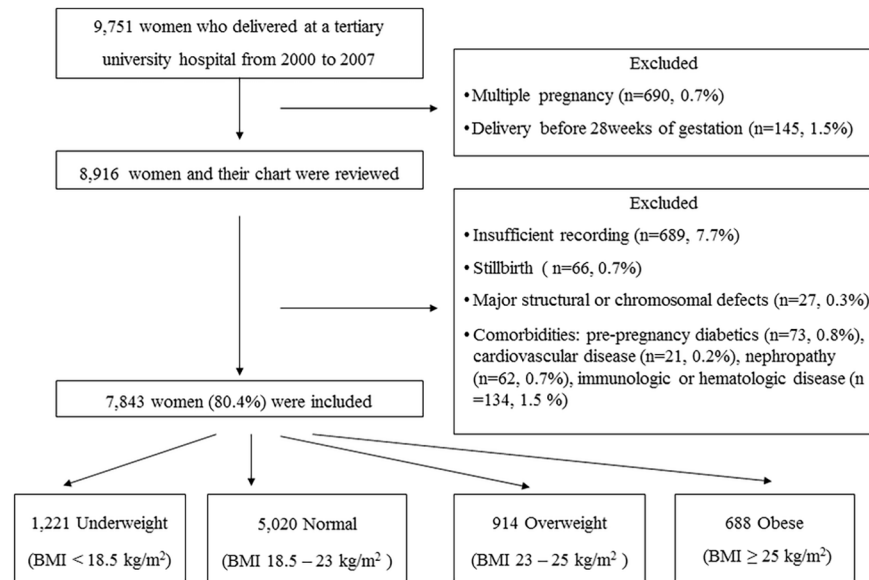 9,751 women who delivered at a tertiary
university hospital from 2000 to 2007
Excluded
• Multiple pregnancy (n=690, 0.7%)
• Delivery before 28weeks of gestation (n=145, 1.5%)
8,916 women and their chart were reviewed
Excluded
• Insufficient recording (n=689, 7.7%)
• Stillbirth ( n=66, 0.7%)
• Major structural or chromosomal defects (n=27, 0.3%)
• Comorbidities: pre-pregnancy diabetics (n=73, 0.8%),
cardiovascular disease (n=21, 0.2%), nephropathy
(n=62, 0.7%), immunologic or hematologic disease (n
=134, 1.5 %)
7,843 women (80.4%) were included
1,221 Underweight
(BMI < 18.5 kg/m²)
5,020 Normal
(BMI 18.5 – 23 kg/m² )
914 Overweight
(BMI 23 – 25 kg/m² )
688 Obese
(BMI ≥ 25 kg/m²)